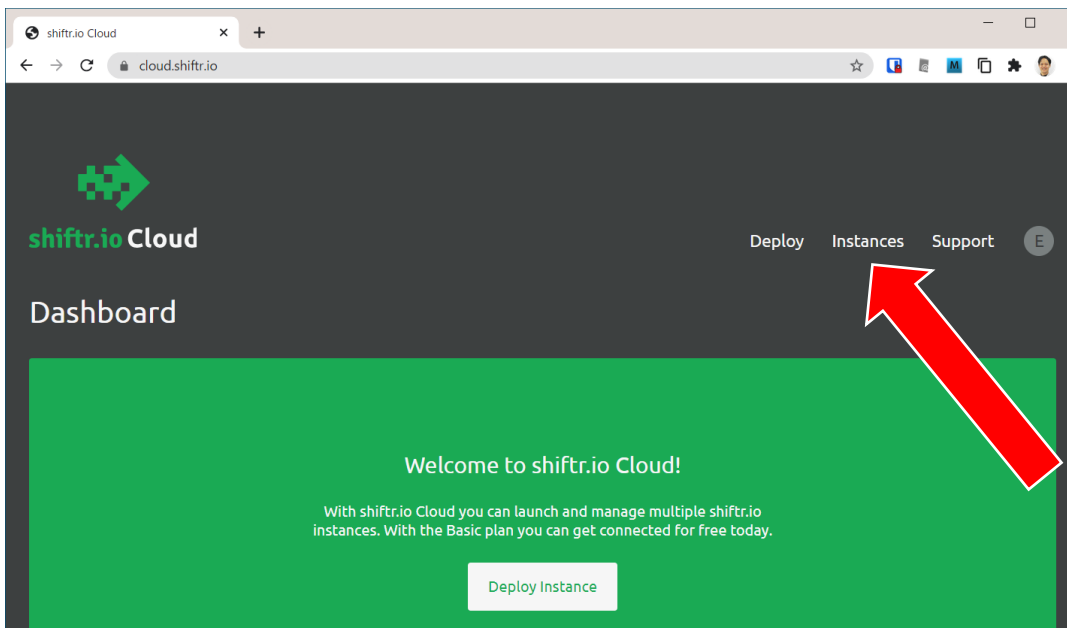 shiftr.io Cloud
cloud.shiftr.io
M
shiftr.io Cloud
Deploy Instances Support E
Dashboard
Welcome to shiftr.io Cloud!
With shiftr.io Cloud you can launch and manage multiple shiftr.io
instances. With the Basic plan you can get connected for free today.
Deploy Instance